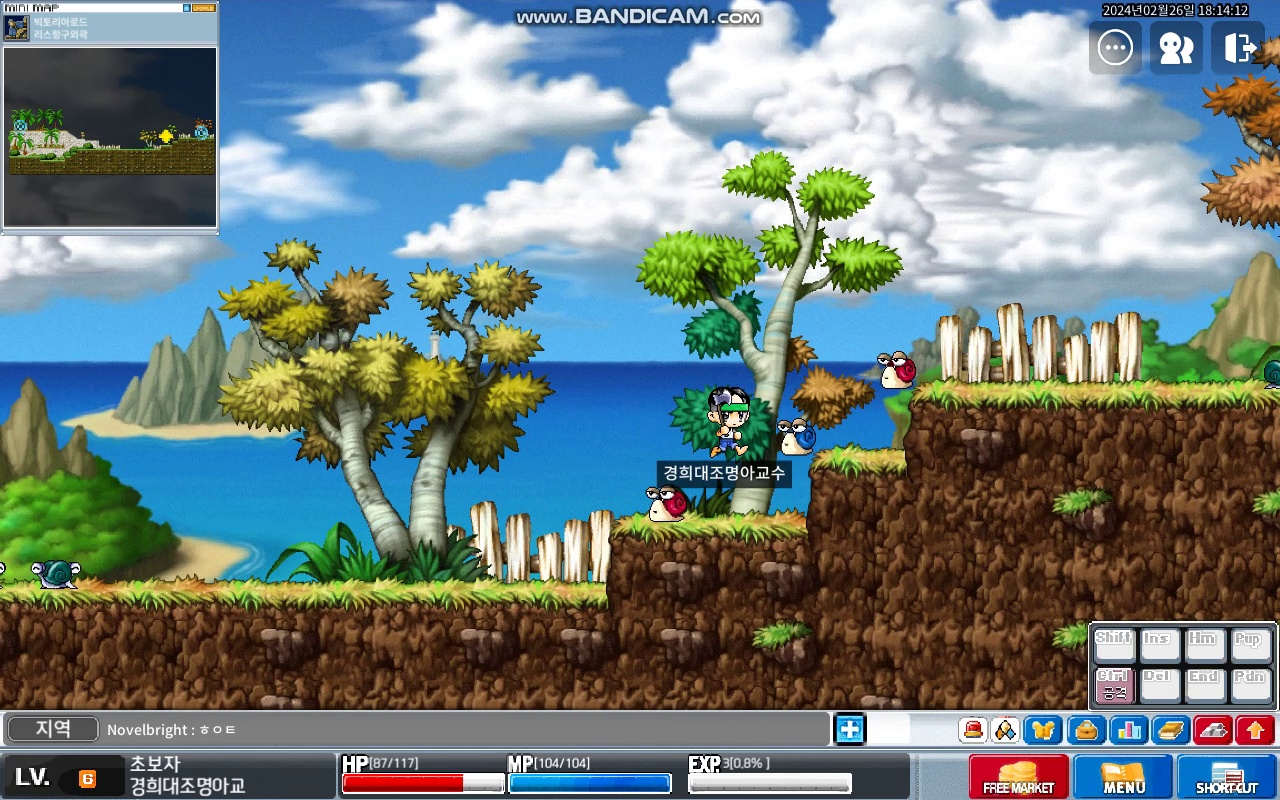 MINI MAP
WWW.BANDICAM.COM
2024년02월26일 18:14:12
빅토리아로드
리스항구외곽
경희대조명아교수
Shift Ins Hm Pup
Ctrl Del End Pdn
공격
지역 Novelbright : ㅎㅇㅌ
LV. 6 초보자
경희대조명아교
HP[87/117] MP[104/104] EXP 3[0.8% ]
FREE MARKET MENU SHORTCUT